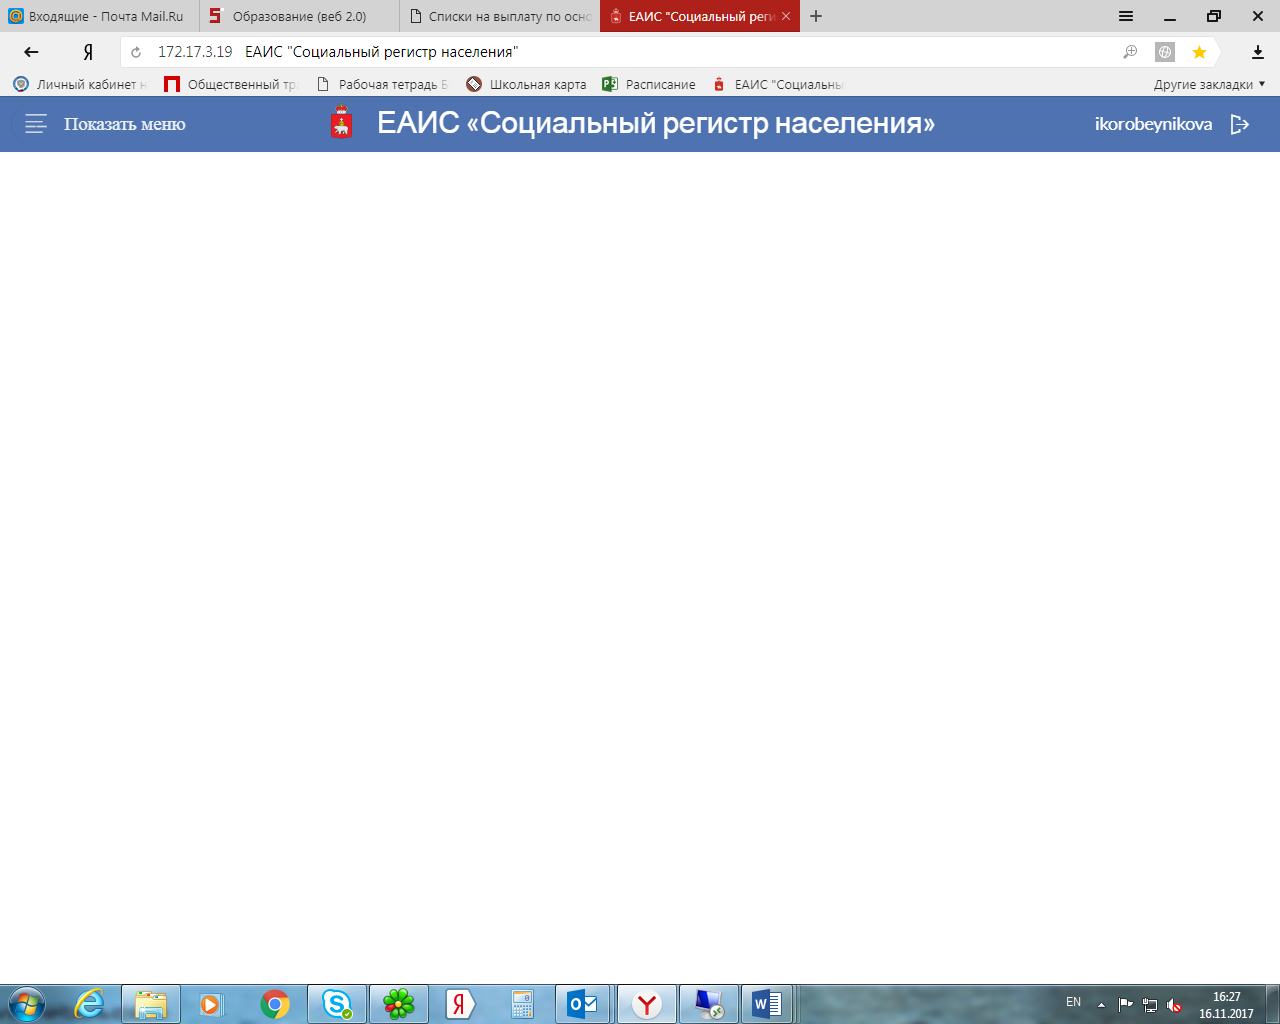 Входящие - Почта Mail.Ru
Образование (веб 2.0)
Списки на выплату по осно
ЕАИС "Социальный реги
172.17.3.19 ЕАИС "Социальный регистр населения"
Личный кабинет н
Общественный тра
Рабочая тетрадь Б
Школьная карта
Расписание
ЕАИС "Социальны
Другие закладки
Показать меню
ЕАИС «Социальный регистр населения»
ikorobeynikova
EN
16:27
16.11.2017